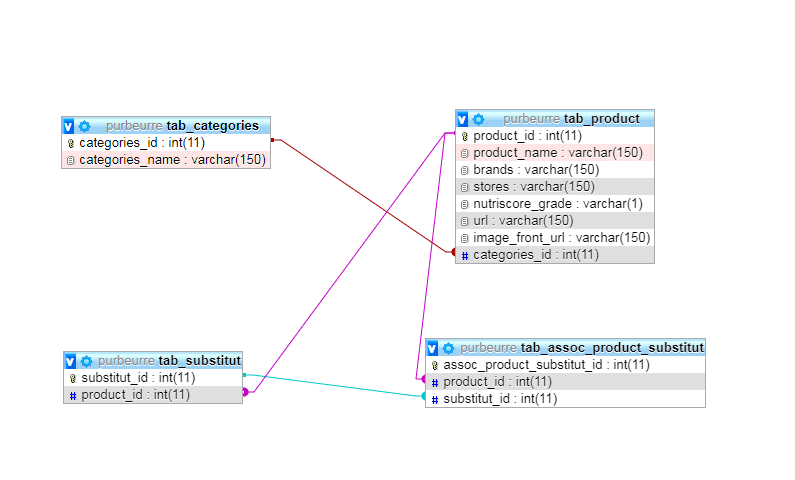 purbeurre tab_categories
categories_id : int(11)
categories_name : varchar(150)
purbeurre tab_product
product_id : int(11)
product_name : varchar(150)
brands : varchar(150)
stores : varchar(150)
nutriscore_grade : varchar(1)
url : varchar(150)
image_front_url : varchar(150)
# categories_id : int(11)
purbeurre tab_substitut
substitut_id : int(11)
# product_id : int(11)
purbeurre tab_assoc_product_substitut
assoc_product_substitut_id : int(11)
# product_id : int(11)
# substitut_id : int(11)